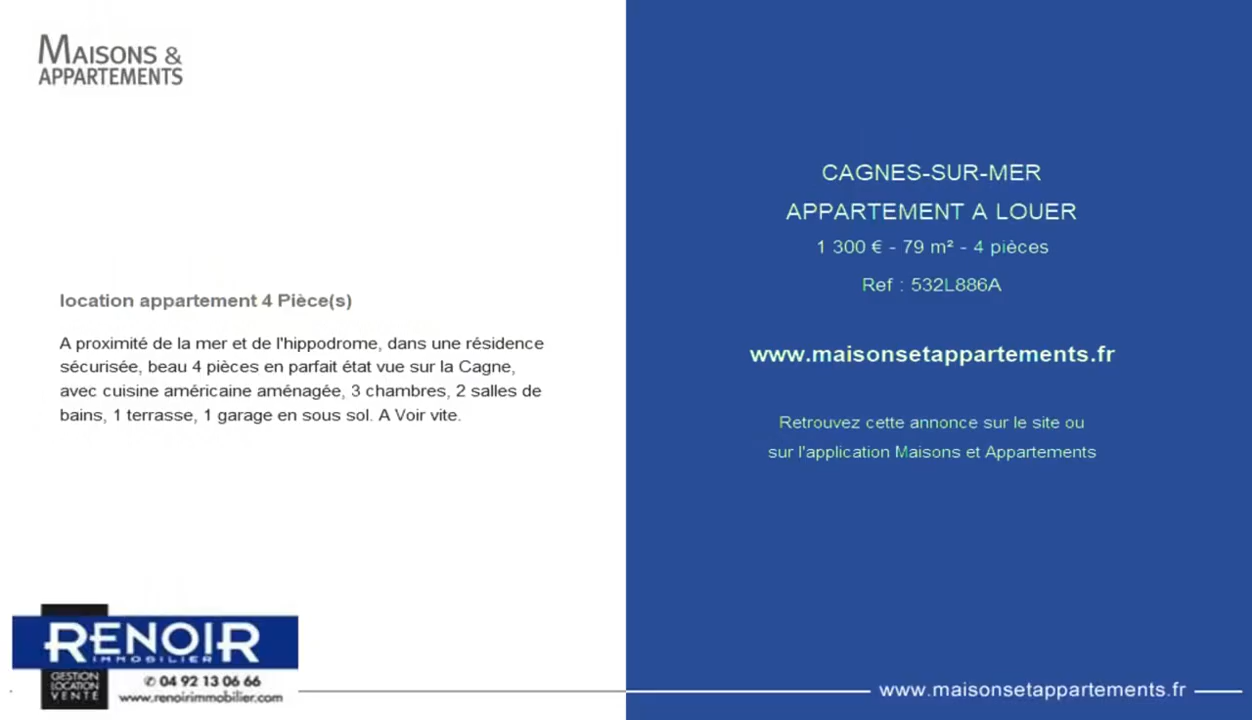 MAISONS &
APPARTEMENTS
location appartement 4 Pièce(s)
A proximité de la mer et de l'hippodrome, dans une résidence
sécurisée, beau 4 pièces en parfait état vue sur la Cagne,
avec cuisine américaine aménagée, 3 chambres, 2 salles de
bains, 1 terrasse, 1 garage en sous sol. A Voir vite.
RENOIR
IMMOBILIER
GESTION
LOCATION
VENTE
✆ 04 92 13 06 66
www.renoirimmobilier.com
CAGNES-SUR-MER
APPARTEMENT A LOUER
1 300 € - 79 m² - 4 pièces
Ref : 532L886A
www.maisonsetappartements.fr
Retrouvez cette annonce sur le site ou
sur l'application Maisons et Appartements
www.maisonsetappartements.fr